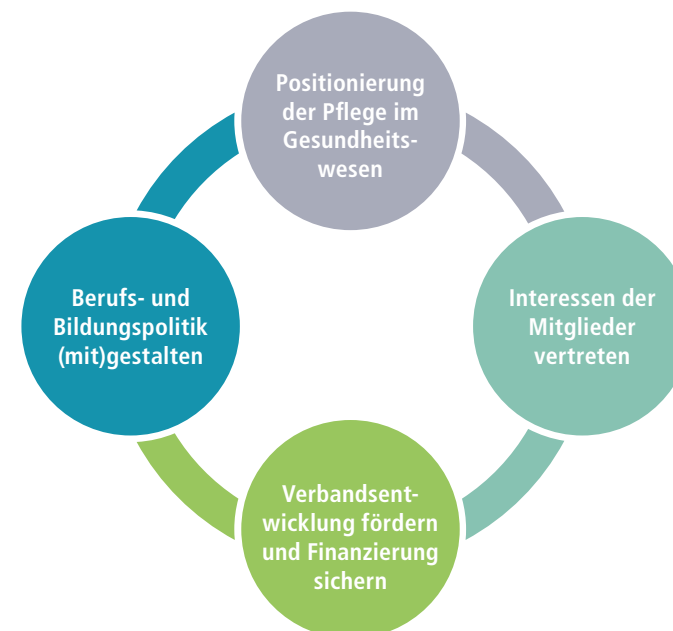 Positionierung
der Pflege im
Gesundheits-
wesen
Berufs- und
Bildungspolitik
(mit)gestalten
Interessen der
Mitglieder
vertreten
Verbandsent-
wicklung fördern
und Finanzierung
sichern